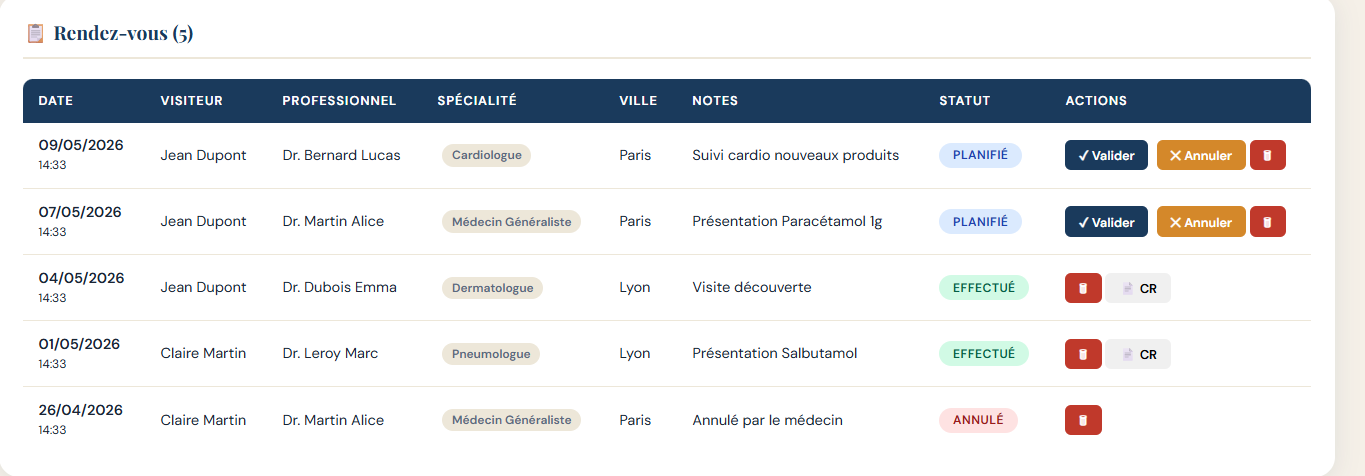 Rendez-vous (5)
DATE VISITEUR PROFESSIONNEL SPÉCIALITÉ VILLE NOTES STATUT ACTIONS
09/05/2026 Jean Dupont Dr. Bernard Lucas Cardiologue Paris Suivi cardio nouveaux produits PLANIFIÉ ✓ Valider ✕ Annuler
14:33
07/05/2026 Jean Dupont Dr. Martin Alice Médecin Généraliste Paris Présentation Paracétamol 1g PLANIFIÉ ✓ Valider ✕ Annuler
14:33
04/05/2026 Jean Dupont Dr. Dubois Emma Dermatologue Lyon Visite découverte EFFECTUÉ CR
14:33
01/05/2026 Claire Martin Dr. Leroy Marc Pneumologue Lyon Présentation Salbutamol EFFECTUÉ CR
14:33
26/04/2026 Claire Martin Dr. Martin Alice Médecin Généraliste Paris Annulé par le médecin ANNULÉ
14:33